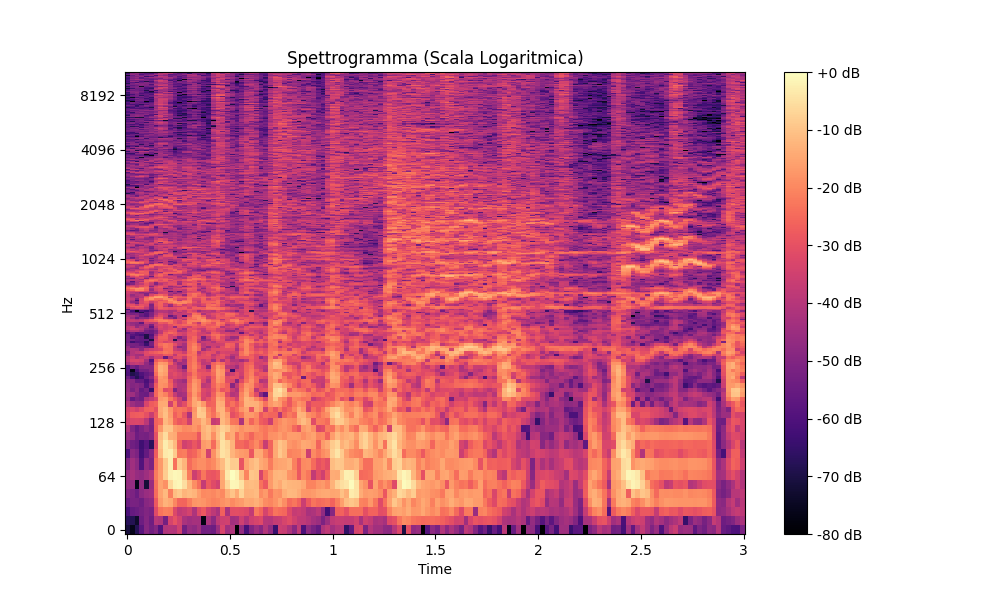 Spettrogramma (Scala Logaritmica)
Hz
8192
4096
2048
1024
512
256
128
64
0
0 0.5 1 1.5 2 2.5 3
Time
+0 dB
-10 dB
-20 dB
-30 dB
-40 dB
-50 dB
-60 dB
-70 dB
-80 dB